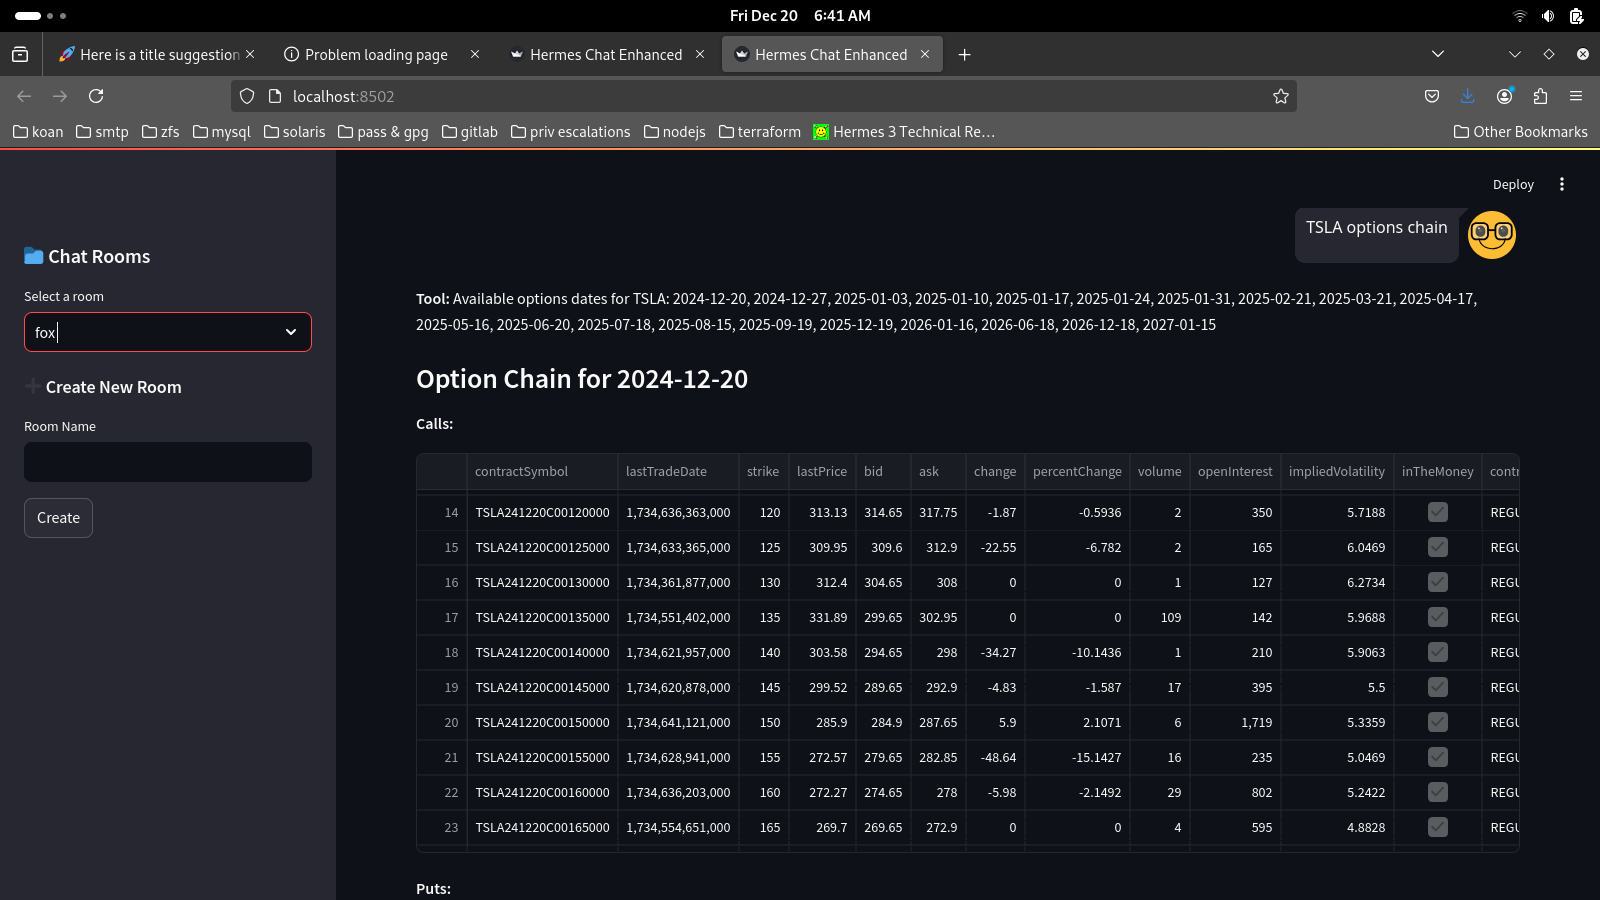 Fri Dec 20 6:41 AM
Here is a title suggestion
Problem loading page
Hermes Chat Enhanced
Hermes Chat Enhanced
localhost:8502
koan smtp zfs mysql solaris pass & gpg gitlab priv escalations nodejs terraform Hermes 3 Technical Re… Other Bookmarks
Deploy
TSLA options chain
Chat Rooms
Select a room
fox
Create New Room
Room Name
Create
Tool: Available options dates for TSLA: 2024-12-20, 2024-12-27, 2025-01-03, 2025-01-10, 2025-01-17, 2025-01-24, 2025-01-31, 2025-02-21, 2025-03-21, 2025-04-17,
2025-05-16, 2025-06-20, 2025-07-18, 2025-08-15, 2025-09-19, 2025-12-19, 2026-01-16, 2026-06-18, 2026-12-18, 2027-01-15
Option Chain for 2024-12-20
Calls:
contractSymbol lastTradeDate strike lastPrice bid ask change percentChange volume openInterest impliedVolatility inTheMoney contr
14 TSLA241220C00120000 1,734,636,363,000 120 313.13 314.65 317.75 -1.87 -0.5936 2 350 5.7188 REGU
15 TSLA241220C00125000 1,734,633,365,000 125 309.95 309.6 312.9 -22.55 -6.782 2 165 6.0469 REGU
16 TSLA241220C00130000 1,734,361,877,000 130 312.4 304.65 308 0 0 1 127 6.2734 REGU
17 TSLA241220C00135000 1,734,551,402,000 135 331.89 299.65 302.95 0 0 109 142 5.9688 REGU
18 TSLA241220C00140000 1,734,621,957,000 140 303.58 294.65 298 -34.27 -10.1436 1 210 5.9063 REGU
19 TSLA241220C00145000 1,734,620,878,000 145 299.52 289.65 292.9 -4.83 -1.587 17 395 5.5 REGU
20 TSLA241220C00150000 1,734,641,121,000 150 285.9 284.9 287.65 5.9 2.1071 6 1,719 5.3359 REGU
21 TSLA241220C00155000 1,734,628,941,000 155 272.57 279.65 282.85 -48.64 -15.1427 16 235 5.0469 REGU
22 TSLA241220C00160000 1,734,636,203,000 160 272.27 274.65 278 -5.98 -2.1492 29 802 5.2422 REGU
23 TSLA241220C00165000 1,734,554,651,000 165 269.7 269.65 272.9 0 0 4 595 4.8828 REGU
Puts: